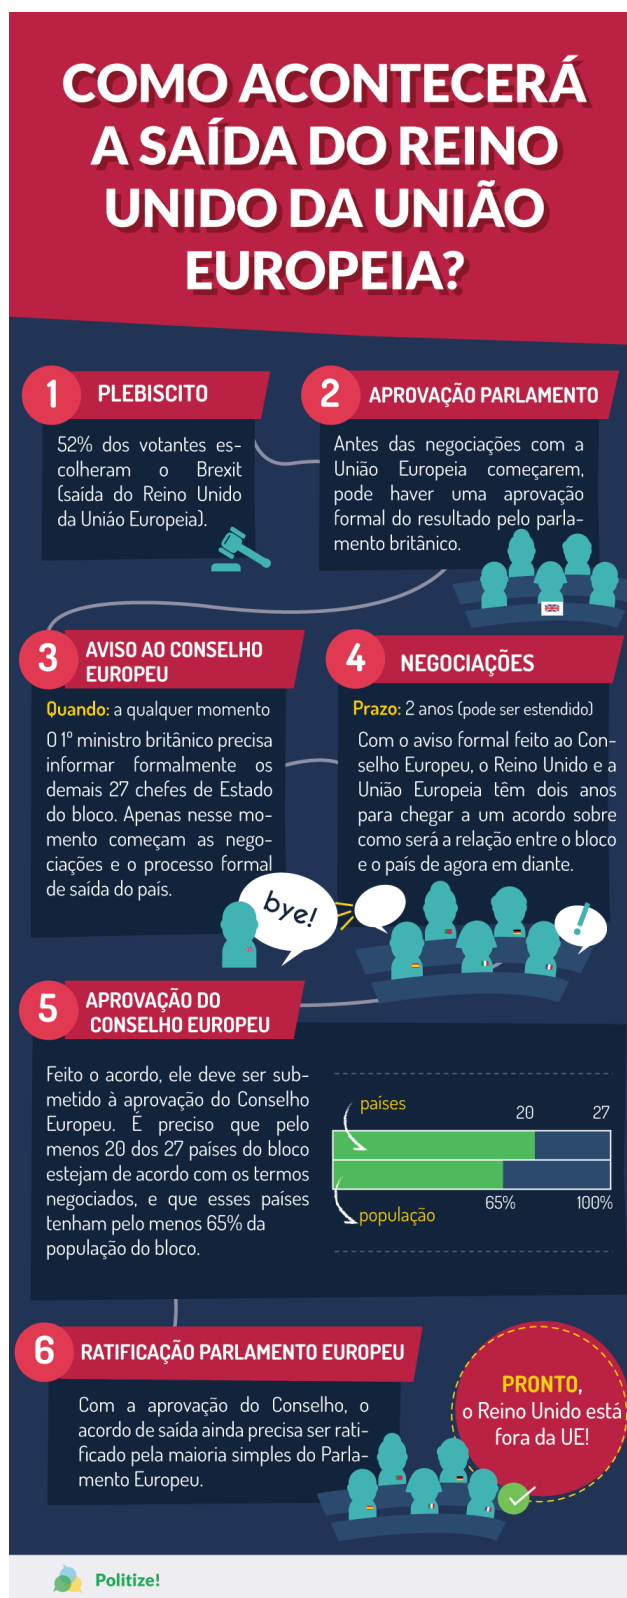 COMO ACONTECERÁ
A SAÍDA DO REINO
UNIDO DA UNIÃO
EUROPEIA?
1
PLEBISCITO
52% dos votantes es-
colheram o Brexit
(saída do Reino Unido
da Uniáo Europeia).
2
APROVAÇÃO PARLAMENTO
Antes das negociações com a
União Europeia começarem,
pode haver uma aprovação
formal do resultado pelo parla-
mento britânico.
3
AVISO AO CONSELHO
EUROPEU
Quando: a qualquer momento
O 1º ministro britânico precisa
informar formalmente os
demais 27 chefes de Estado
do bloco. Apenas nesse mo-
mento começam as nego-
ciações e o processo formal
de saída do país.
bye!
4
NEGOCIAÇÕES
Prazo: 2 anos (pode ser estendido)
Com o aviso formal feito ao Con-
selho Europeu, o Reino Unido e a
União Europeia têm dois anos
para chegar a um acordo sobre
como será a relação entre o bloco
e o país de agora em diante.
!
5
APROVAÇÃO DO
CONSELHO EUROPEU
Feito o acordo, ele deve ser sub-
metido à aprovação do Conselho
Europeu. É preciso que pelo
menos 20 dos 27 países do bloco
estejam de acordo com os termos
negociados, e que esses países
tenham pelo menos 65% da
população do bloco.
países
20 27
65% 100%
população
6
RATIFICAÇÃO PARLAMENTO EUROPEU
Com a aprovação do Conselho, o
acordo de saída ainda precisa ser rati-
ficado pela maioria simples do Parla-
mento Europeu.
PRONTO,
o Reino Unido está
fora da UE!
Politize!